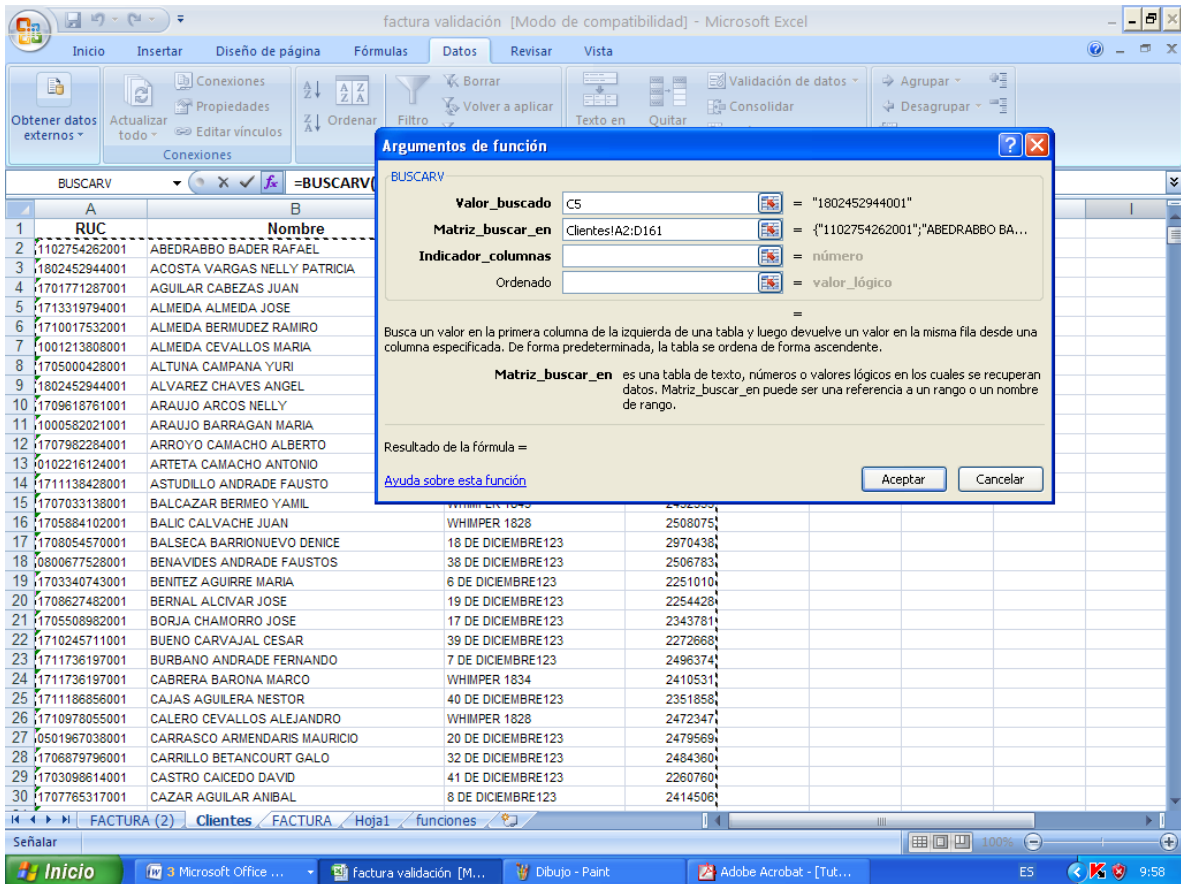 factura validación [Modo de compatibilidad] - Microsoft Excel
Inicio Insertar Diseño de página Fórmulas Datos Revisar Vista
Obtener datos externos
Actualizar todo
Conexiones
Propiedades
Editar vínculos
Conexiones
Ordenar
Filtro
Borrar
Volver a aplicar
Texto en
Quitar
Validación de datos
Consolidar
Agrupar
Desagrupar
BUSCARV =BUSCARV(
Argumentos de función
BUSCARV
Valor_buscado C5 = "1802452944001"
Matriz_buscar_en Clientes!A2:D161 = {"1102754262001";"ABEDRABBO BA...
Indicador_columnas = número
Ordenado = valor_lógico
=
Busca un valor en la primera columna de la izquierda de una tabla y luego devuelve un valor en la misma fila desde una
columna especificada. De forma predeterminada, la tabla se ordena de forma ascendente.
Matriz_buscar_en es una tabla de texto, números o valores lógicos en los cuales se recuperan
datos. Matriz_buscar_en puede ser una referencia a un rango o un nombre
de rango.
Resultado de la fórmula =
Ayuda sobre esta función
Aceptar Cancelar
A B I
1 RUC Nombre
2 1102754262001 ABEDRABBO BADER RAFAEL
3 1802452944001 ACOSTA VARGAS NELLY PATRICIA
4 1701771287001 AGUILAR CABEZAS JUAN
5 1713319794001 ALMEIDA ALMEIDA JOSE
6 1710017532001 ALMEIDA BERMUDEZ RAMIRO
7 1001213808001 ALMEIDA CEVALLOS MARIA
8 1705000428001 ALTUNA CAMPANA YURI
9 1802452944001 ALVAREZ CHAVES ANGEL
10 1709618761001 ARAUJO ARCOS NELLY
11 1000582021001 ARAUJO BARRAGAN MARIA
12 1707982284001 ARROYO CAMACHO ALBERTO
13 0102216124001 ARTETA CAMACHO ANTONIO
14 1711138428001 ASTUDILLO ANDRADE FAUSTO
15 1707033138001 BALCAZAR BERMEO YAMIL
16 1705884102001 BALIC CALVACHE JUAN WHIMPER 1828 2508075
17 1708054570001 BALSECA BARRIONUEVO DENICE 18 DE DICIEMBRE123 2970438
18 0800677528001 BENAVIDES ANDRADE FAUSTOS 38 DE DICIEMBRE123 2506783
19 1703340743001 BENITEZ AGUIRRE MARIA 6 DE DICIEMBRE123 2251010
20 1708627482001 BERNAL ALCIVAR JOSE 19 DE DICIEMBRE123 2254428
21 1705508982001 BORJA CHAMORRO JOSE 17 DE DICIEMBRE123 2343781
22 1710245711001 BUENO CARVAJAL CESAR 39 DE DICIEMBRE123 2272668
23 1711736197001 BURBANO ANDRADE FERNANDO 7 DE DICIEMBRE123 2496374
24 1711736197001 CABRERA BARONA MARCO WHIMPER 1834 2410531
25 1711186856001 CAJAS AGUILERA NESTOR 40 DE DICIEMBRE123 2351858
26 1710978055001 CALERO CEVALLOS ALEJANDRO WHIMPER 1828 2472347
27 0501967038001 CARRASCO ARMENDARIS MAURICIO 20 DE DICIEMBRE123 2479569
28 1706879796001 CARRILLO BETANCOURT GALO 32 DE DICIEMBRE123 2484360
29 1703098614001 CASTRO CAICEDO DAVID 41 DE DICIEMBRE123 2260760
30 1707765317001 CAZAR AGUILAR ANIBAL 8 DE DICIEMBRE123 2414506
FACTURA (2) Clientes FACTURA Hoja1 funciones
Señalar 100%
Inicio 3 Microsoft Office ... factura validación [M... Dibujo - Paint Adobe Acrobat - [Tut... ES 9:58